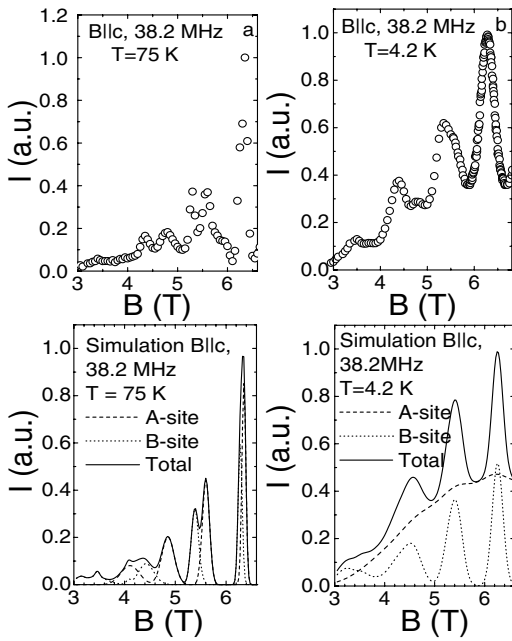 B||c, 38.2 MHz
T=75 K
a
I (a.u.)
1.2
1.0
0.8
0.6
0.4
0.2
0.0
3 4 5 6
B (T)
B||c, 38.2 MHz
T=4.2 K
b
I (a.u.)
1.0
0.8
0.6
0.4
0.2
0.0
3 4 5 6
B (T)
Simulation B||c,
38.2 MHz
T = 75 K
A-site
B-site
Total
I (a.u.)
1.0
0.8
0.6
0.4
0.2
0.0
3 4 5 6
B (T)
Simulation B||c,
38.2MHz
T=4.2 K
A-site
B-site
Total
I (a.u.)
1.0
0.8
0.6
0.4
0.2
0.0
3 4 5 6
B (T)